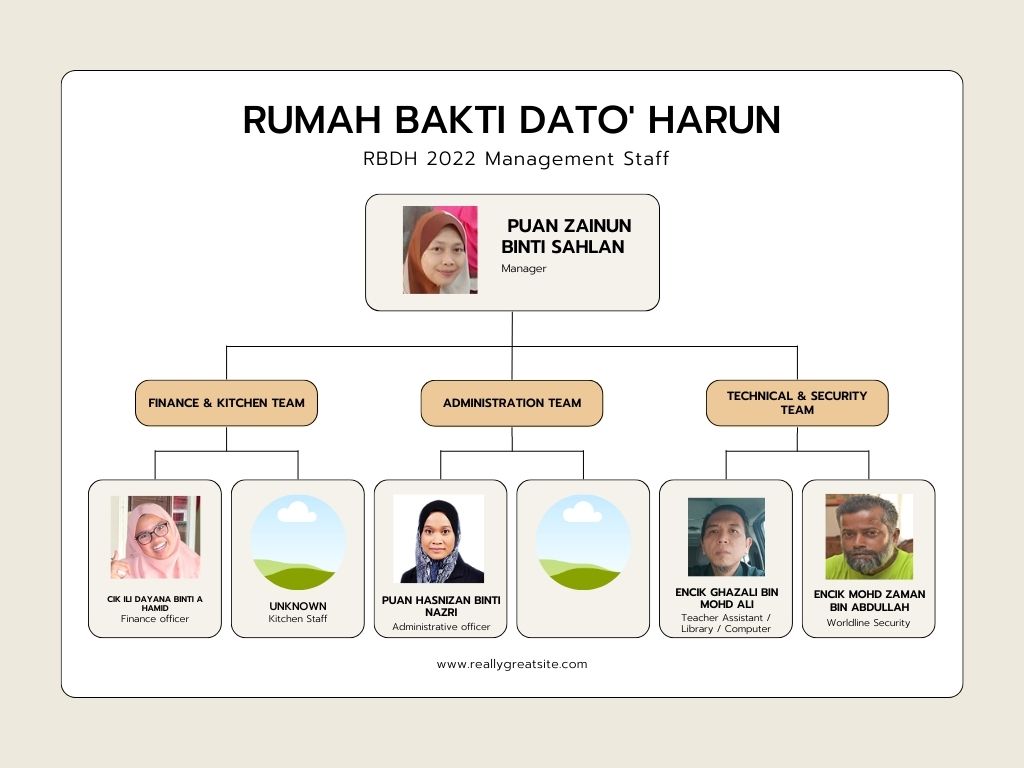 RUMAH BAKTI DATO' HARUN
RBDH 2022 Management Staff
PUAN ZAINUN
BINTI SAHLAN
Manager
FINANCE & KITCHEN TEAM
ADMINISTRATION TEAM
TECHNICAL & SECURITY
TEAM
CIK ILI DAYANA BINTI A
HAMID
Finance officer
UNKNOWN
Kitchen Staff
PUAN HASNIZAN BINTI
NAZRI
Administrative officer
ENCIK GHAZALI BIN
MOHD ALI
Teacher Assistant /
Library / Computer
ENCIK MOHD ZAMAN
BIN ABDULLAH
Worldline Security
www.reallygreatsite.com